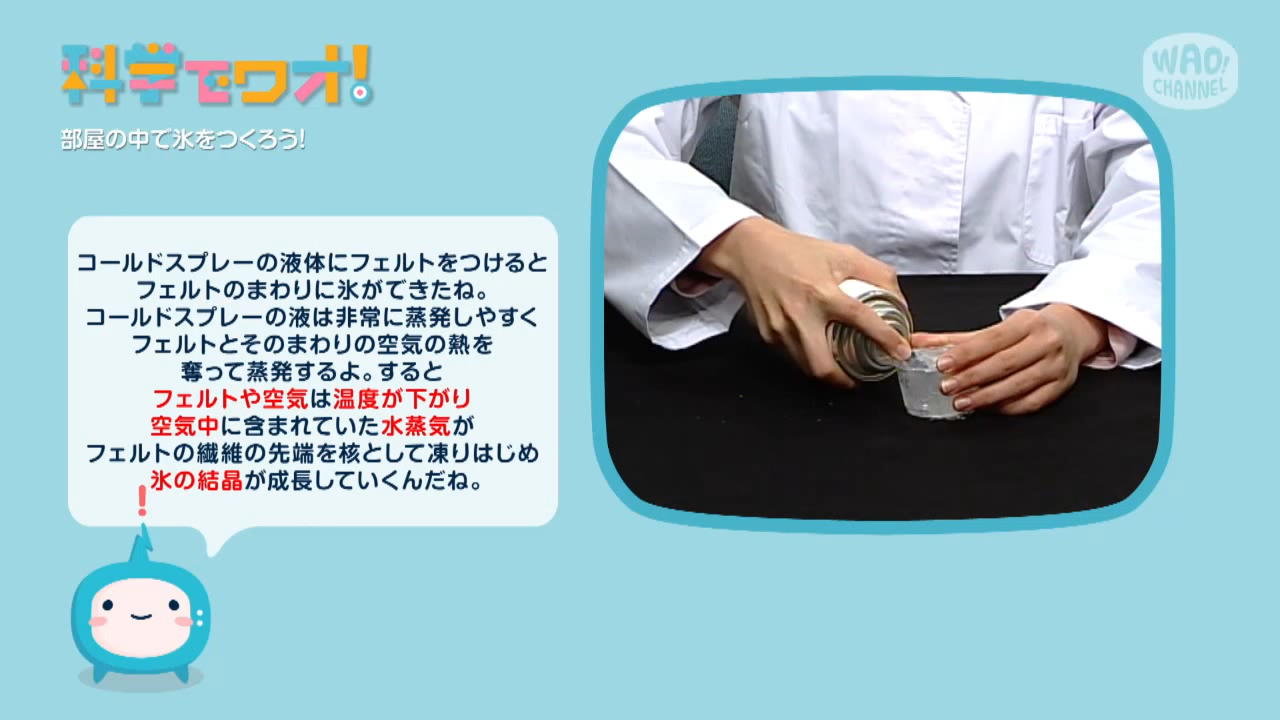 科学でワオ!
WAO!
CHANNEL
部屋の中で氷をつくろう!
コールドスプレーの液体にフェルトをつけると
フェルトのまわりに氷ができたね。
コールドスプレーの液は非常に蒸発しやすく
フェルトとそのまわりの空気の熱を
奪って蒸発するよ。すると
フェルトや空気は温度が下がり
空気中に含まれていた水蒸気が
フェルトの繊維の先端を核として凍りはじめ
氷の結晶が成長していくんだね。
!